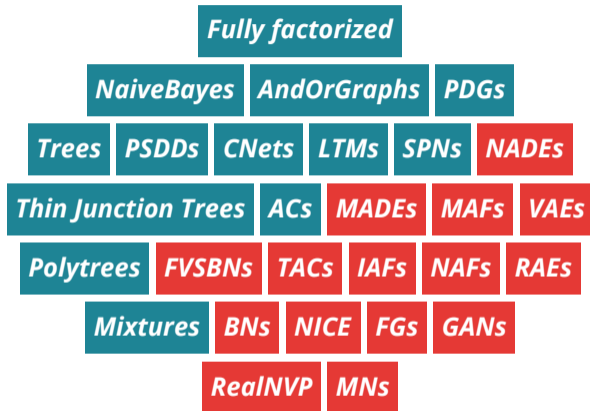 Fully factorized
NaiveBayes AndOrGraphs PDGs
Trees PSDDs CNets LTMs SPNs NADEs
Thin Junction Trees ACs MADEs MAFs VAEs
Polytrees FVSBNs TACs IAFs NAFs RAEs
Mixtures BNs NICE FGs GANs
RealNVP MNs